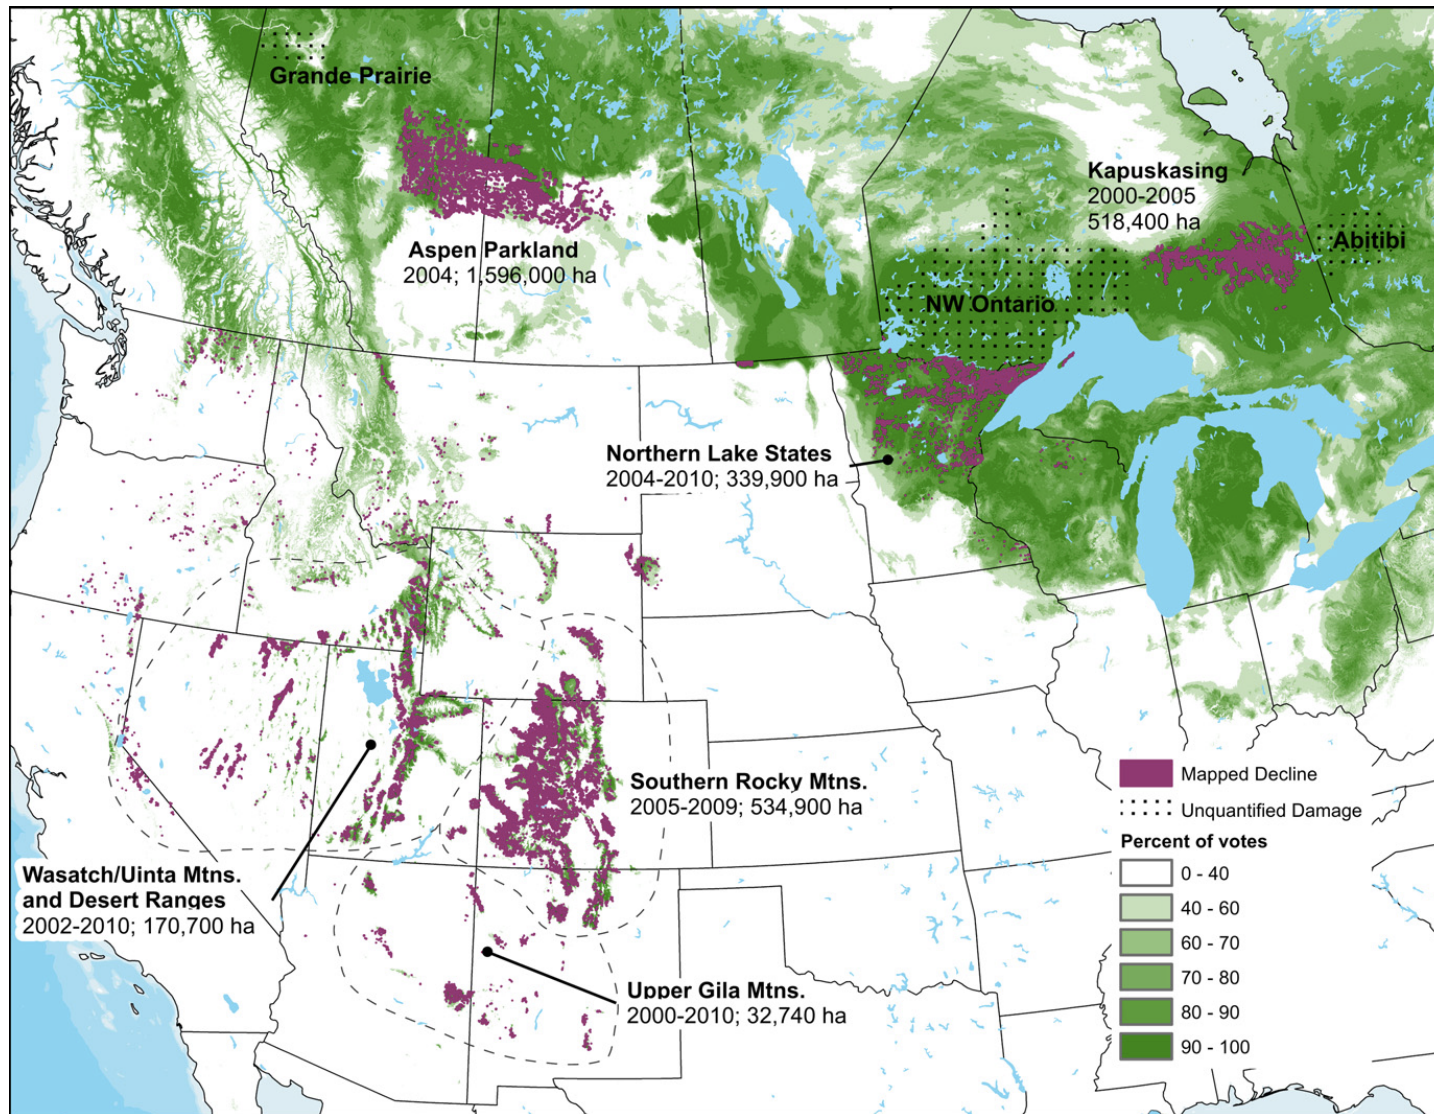 Grande Prairie
Kapuskasing
2000-2005
518,400 ha
Abitibi
Aspen Parkland
2004; 1,596,000 ha
NW Ontario
Northern Lake States
2004-2010; 339,900 ha
Southern Rocky Mtns.
2005-2009; 534,900 ha
Wasatch/Uinta Mtns.
and Desert Ranges
2002-2010; 170,700 ha
Upper Gila Mtns.
2000-2010; 32,740 ha
Mapped Decline
Unquantified Damage
Percent of votes
0 - 40
40 - 60
60 - 70
70 - 80
80 - 90
90 - 100